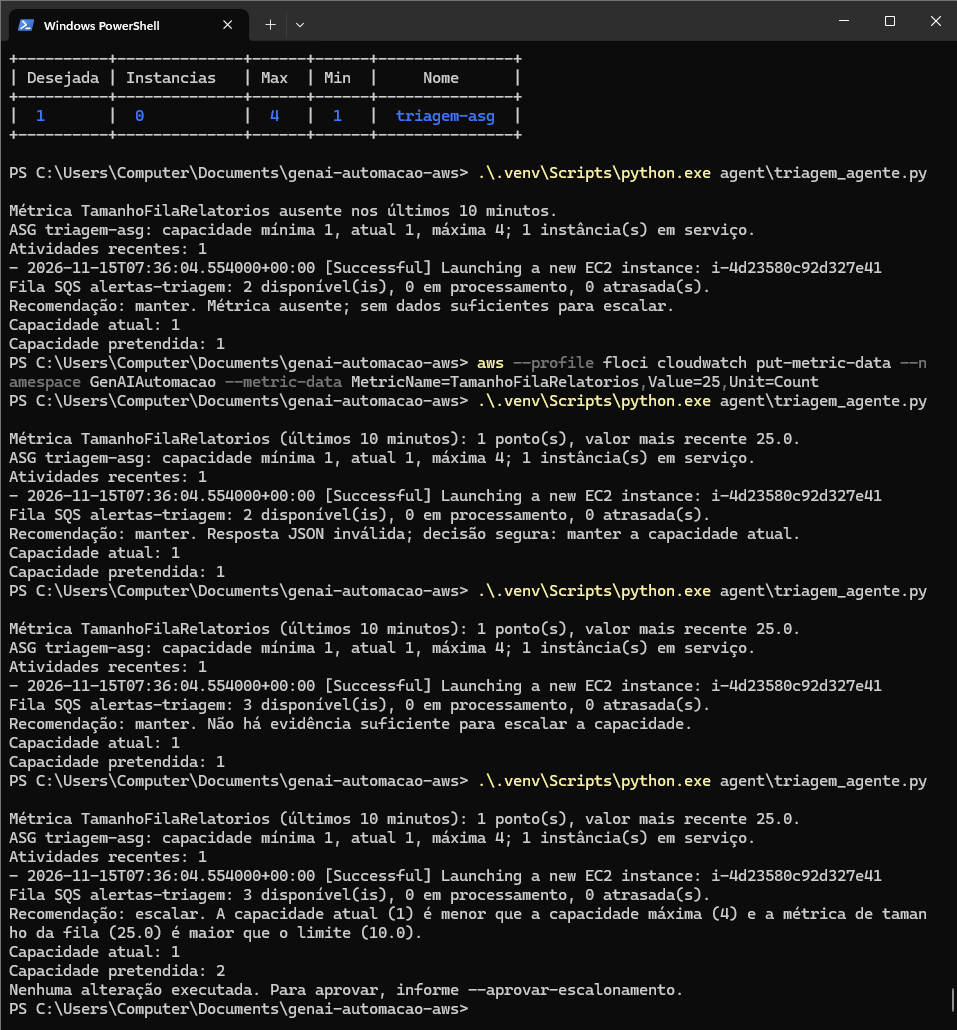 Windows PowerShell
+----------+--------------+------+------+---------------+
| Desejada | Instancias   | Max  | Min  |     Nome      |
+----------+--------------+------+------+---------------+
|  1       |  0           |  4   |  1   |  triagem-asg  |
+----------+--------------+------+------+---------------+
PS C:\Users\Computer\Documents\genai-automacao-aws> .\.venv\Scripts\python.exe agent\triagem_agente.py
Métrica TamanhoFilaRelatorios ausente nos últimos 10 minutos.
ASG triagem-asg: capacidade mínima 1, atual 1, máxima 4; 1 instância(s) em serviço.
Atividades recentes: 1
- 2026-11-15T07:36:04.554000+00:00 [Successful] Launching a new EC2 instance: i-4d23580c92d327e41
Fila SQS alertas-triagem: 2 disponível(is), 0 em processamento, 0 atrasada(s).
Recomendação: manter. Métrica ausente; sem dados suficientes para escalar.
Capacidade atual: 1
Capacidade pretendida: 1
PS C:\Users\Computer\Documents\genai-automacao-aws> aws --profile floci cloudwatch put-metric-data --n
amespace GenAIAutomacao --metric-data MetricName=TamanhoFilaRelatorios,Value=25,Unit=Count
PS C:\Users\Computer\Documents\genai-automacao-aws> .\.venv\Scripts\python.exe agent\triagem_agente.py
Métrica TamanhoFilaRelatorios (últimos 10 minutos): 1 ponto(s), valor mais recente 25.0.
ASG triagem-asg: capacidade mínima 1, atual 1, máxima 4; 1 instância(s) em serviço.
Atividades recentes: 1
- 2026-11-15T07:36:04.554000+00:00 [Successful] Launching a new EC2 instance: i-4d23580c92d327e41
Fila SQS alertas-triagem: 2 disponível(is), 0 em processamento, 0 atrasada(s).
Recomendação: manter. Resposta JSON inválida; decisão segura: manter a capacidade atual.
Capacidade atual: 1
Capacidade pretendida: 1
PS C:\Users\Computer\Documents\genai-automacao-aws> .\.venv\Scripts\python.exe agent\triagem_agente.py
Métrica TamanhoFilaRelatorios (últimos 10 minutos): 1 ponto(s), valor mais recente 25.0.
ASG triagem-asg: capacidade mínima 1, atual 1, máxima 4; 1 instância(s) em serviço.
Atividades recentes: 1
- 2026-11-15T07:36:04.554000+00:00 [Successful] Launching a new EC2 instance: i-4d23580c92d327e41
Fila SQS alertas-triagem: 3 disponível(is), 0 em processamento, 0 atrasada(s).
Recomendação: manter. Não há evidência suficiente para escalar a capacidade.
Capacidade atual: 1
Capacidade pretendida: 1
PS C:\Users\Computer\Documents\genai-automacao-aws> .\.venv\Scripts\python.exe agent\triagem_agente.py
Métrica TamanhoFilaRelatorios (últimos 10 minutos): 1 ponto(s), valor mais recente 25.0.
ASG triagem-asg: capacidade mínima 1, atual 1, máxima 4; 1 instância(s) em serviço.
Atividades recentes: 1
- 2026-11-15T07:36:04.554000+00:00 [Successful] Launching a new EC2 instance: i-4d23580c92d327e41
Fila SQS alertas-triagem: 3 disponível(is), 0 em processamento, 0 atrasada(s).
Recomendação: escalar. A capacidade atual (1) é menor que a capacidade máxima (4) e a métrica de taman
ho da fila (25.0) é maior que o limite (10.0).
Capacidade atual: 1
Capacidade pretendida: 2
Nenhuma alteração executada. Para aprovar, informe --aprovar-escalonamento.
PS C:\Users\Computer\Documents\genai-automacao-aws>